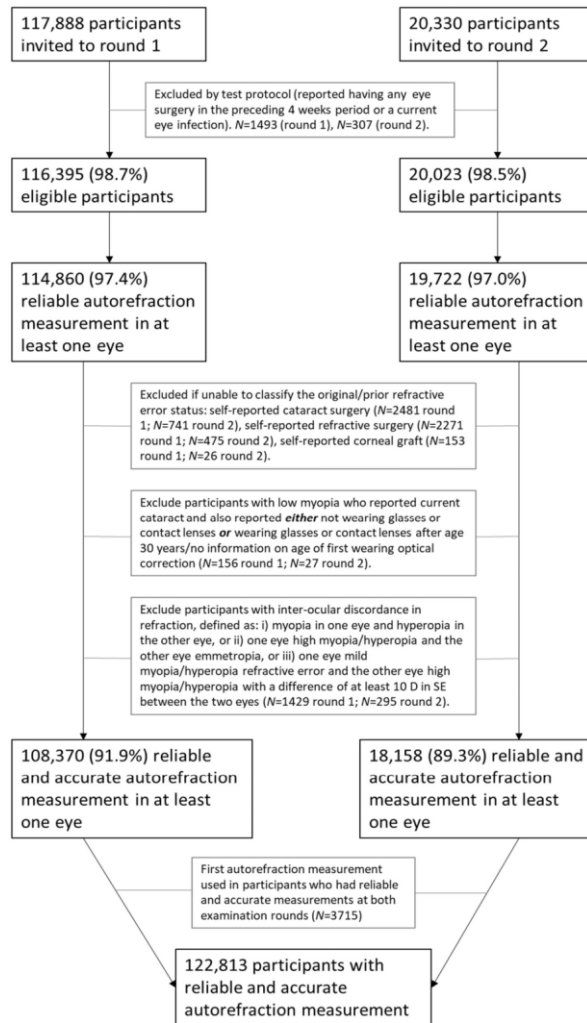 117,888 participants
invited to round 1
20,330 participants
invited to round 2
Excluded by test protocol (reported having any eye
surgery in the preceding 4 weeks period or a current
eye infection). N=1493 (round 1), N=307 (round 2).
116,395 (98.7%)
eligible participants
20,023 (98.5%)
eligible participants
114,860 (97.4%)
reliable autorefraction
measurement in at
least one eye
19,722 (97.0%)
reliable autorefraction
measurement in at
least one eye
Excluded if unable to classify the original/prior refractive
error status: self-reported cataract surgery (N=2481 round
1; N=741 round 2), self-reported refractive surgery (N=2271
round 1; N=475 round 2), self-reported corneal graft (N=153
round 1; N=26 round 2).
Exclude participants with low myopia who reported current
cataract and also reported either not wearing glasses or
contact lenses or wearing glasses or contact lenses after age
30 years/no information on age of first wearing optical
correction (N=156 round 1; N=27 round 2).
Exclude participants with inter-ocular discordance in
refraction, defined as: i) myopia in one eye and hyperopia in
the other eye, or ii) one eye high myopia/hyperopia and the
other eye emmetropia, or iii) one eye mild
myopia/hyperopia refractive error and the other eye high
myopia/hyperopia with a difference of at least 10 D in SE
between the two eyes (N=1429 round 1; N=295 round 2).
108,370 (91.9%) reliable
and accurate autorefraction
measurement in at least
one eye
18,158 (89.3%) reliable and
accurate autorefraction
measurement in at least
one eye
First autorefraction measurement
used in participants who had reliable
and accurate measurements at both
examination rounds (N=3715)
122,813 participants with
reliable and accurate
autorefraction measurement